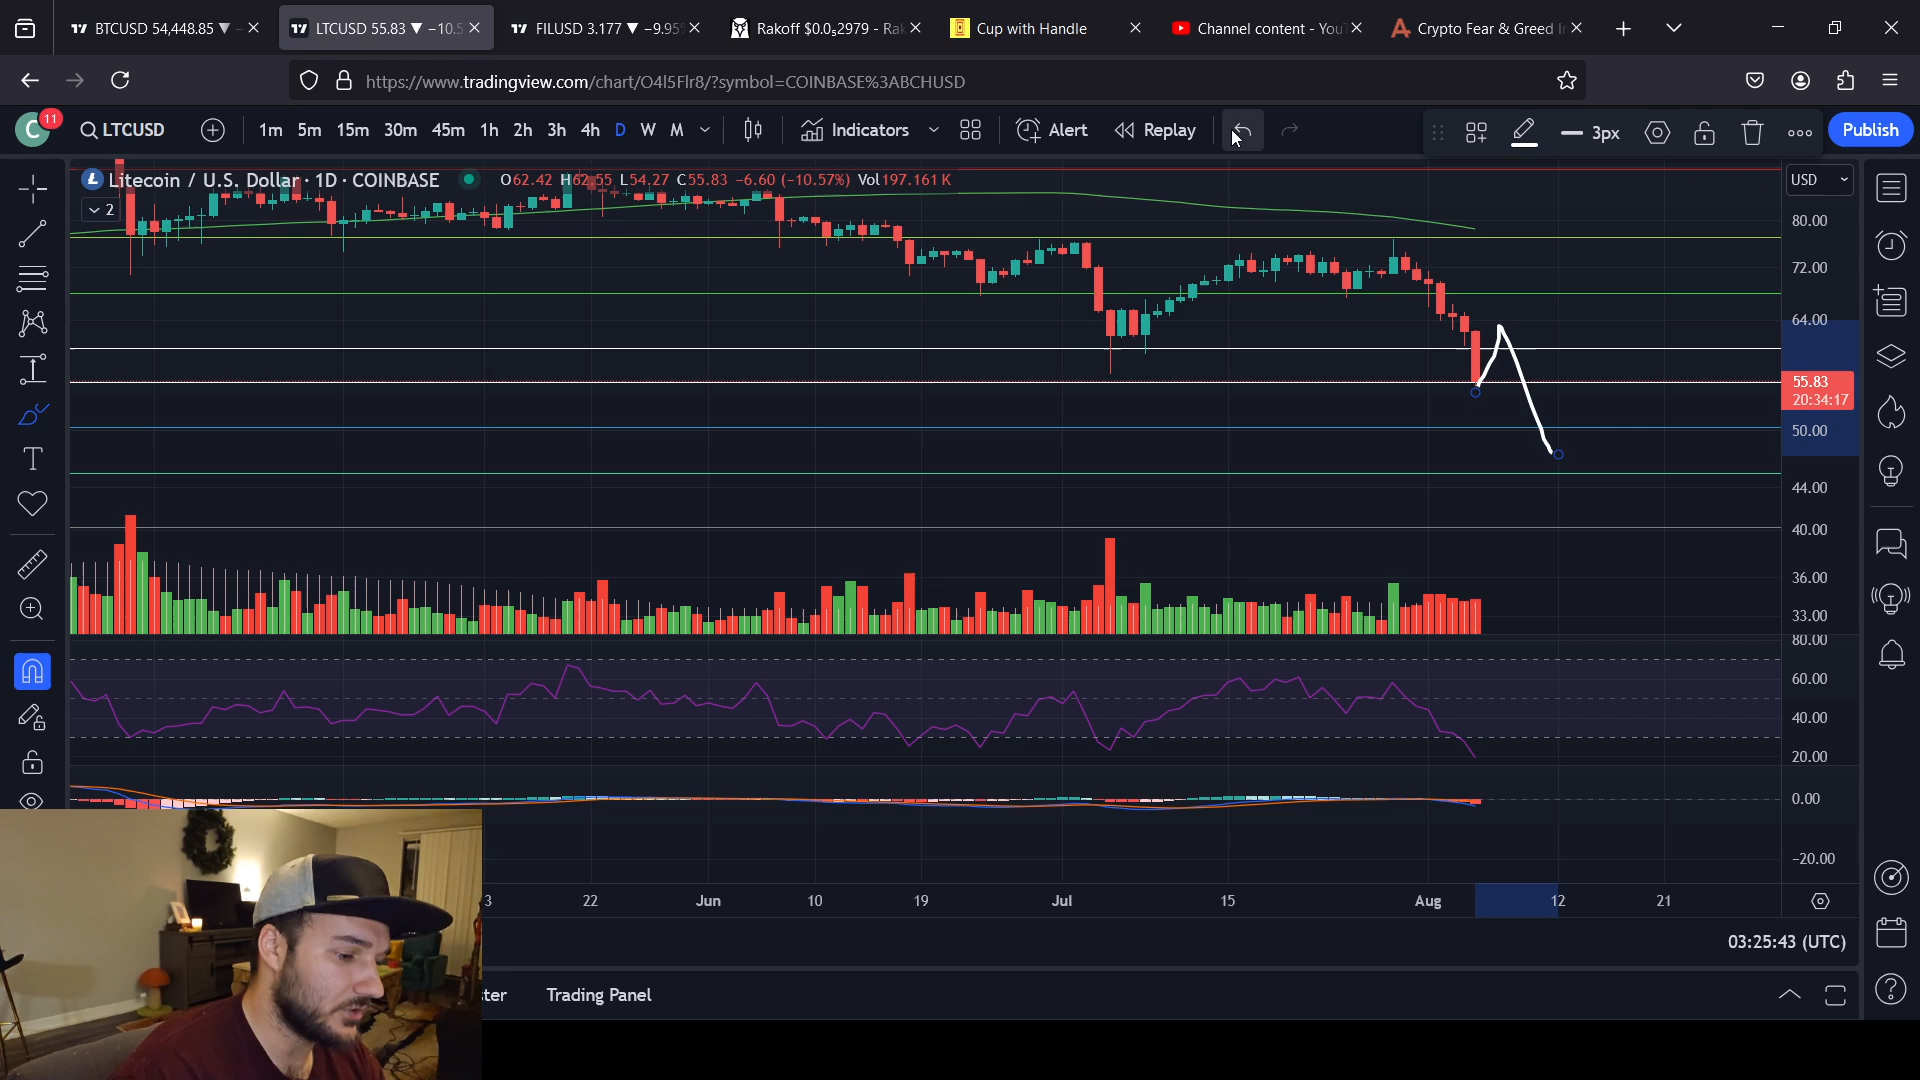 BTCUSD 54,448.85 ▼ −
LTCUSD 55.83 ▼ −10.5
FILUSD 3.177 ▼ −9.95
Rakoff $0.0₅2979 - Rak
Cup with Handle
Channel content - YouT
Crypto Fear & Greed I
https://www.tradingview.com/chart/O4l5Flr8/?symbol=COINBASE%3ABCHUSD
C
11
LTCUSD
1m 5m 15m 30m 45m 1h 2h 3h 4h D W M
Indicators
Alert
Replay
3px
Publish
Litecoin / U.S. Dollar · 1D · COINBASE
O62.42 H62.55 L54.27 C55.83 −6.60 (−10.57%) Vol197.161 K
2
USD
80.00
72.00
64.00
55.83
20:34:17
50.00
44.00
40.00
36.00
33.00
80.00
60.00
40.00
20.00
0.00
−20.00
3 22 Jun 10 19 Jul 15 Aug 12 21
03:25:43 (UTC)
ster
Trading Panel